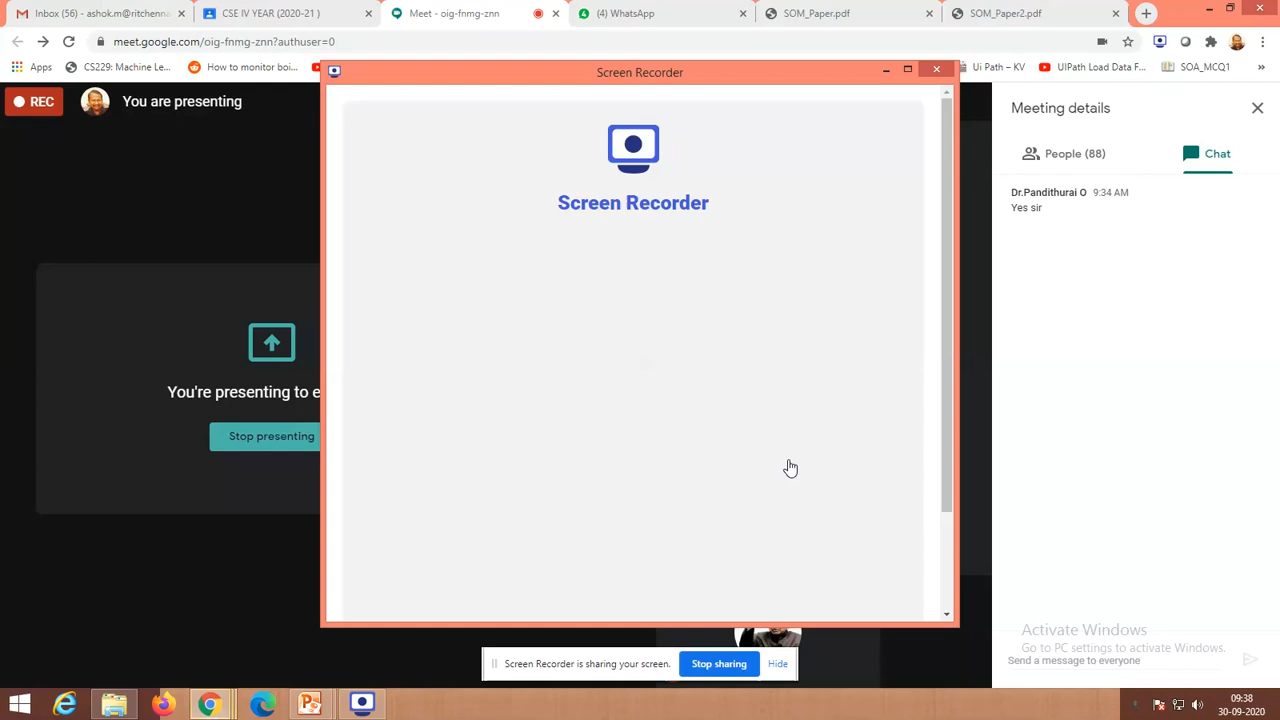 Inbox (56) - ashok.m@ritchenna
CSE IV YEAR (2020-21 )
Meet - oig-fnmg-znn
(4) WhatsApp
SOM_Paper.pdf
SOM_Paper2.pdf
meet.google.com/oig-fnmg-znn?authuser=0
Apps
CS229: Machine Le...
How to monitor boi...
Ui Path – KV
UIPath Load Data F...
SOA_MCQ1
»
Screen Recorder
REC
You are presenting
Meeting details
People (88)
Chat
Dr.Pandithurai O 9:34 AM
Yes sir
Screen Recorder
You're presenting to e
Stop presenting
Activate Windows
Go to PC settings to activate Windows.
Send a message to everyone
Screen Recorder is sharing your screen.
Stop sharing
Hide
09:38
30-09-2020